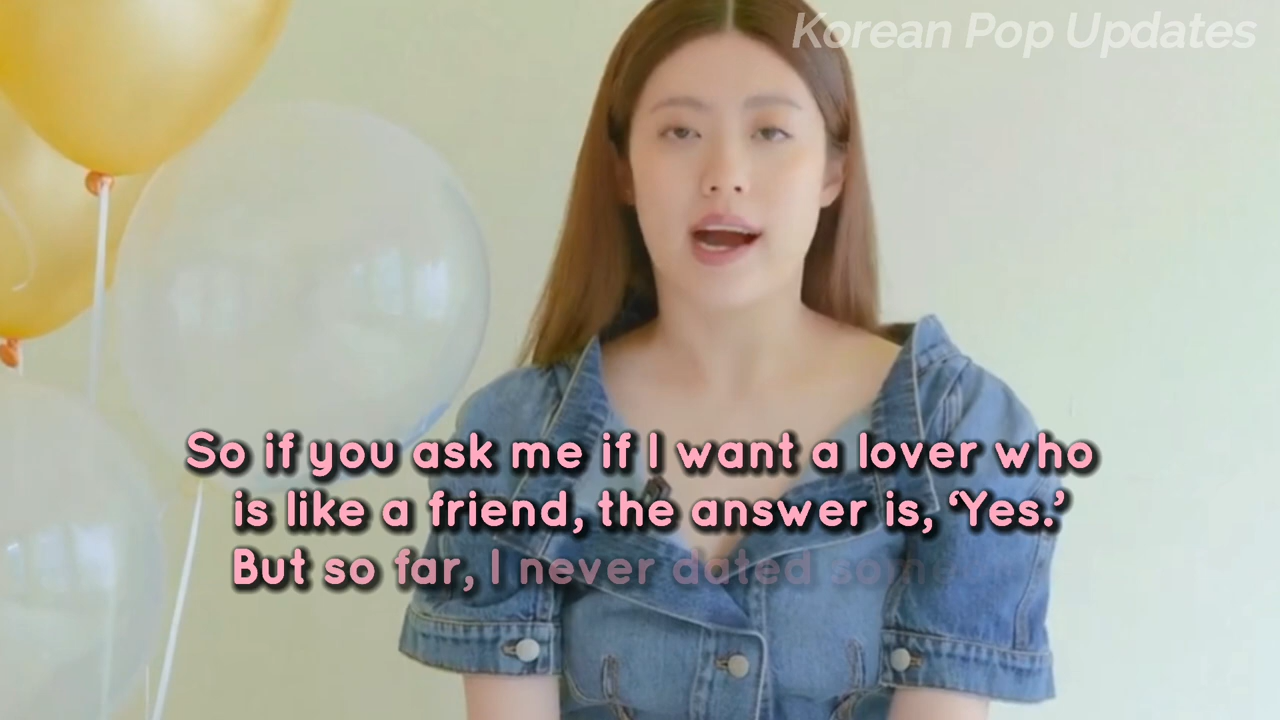 Korean Pop Updates
So if you ask me if I want a lover who
is like a friend, the answer is, ‘Yes.’
But so far, I never dated